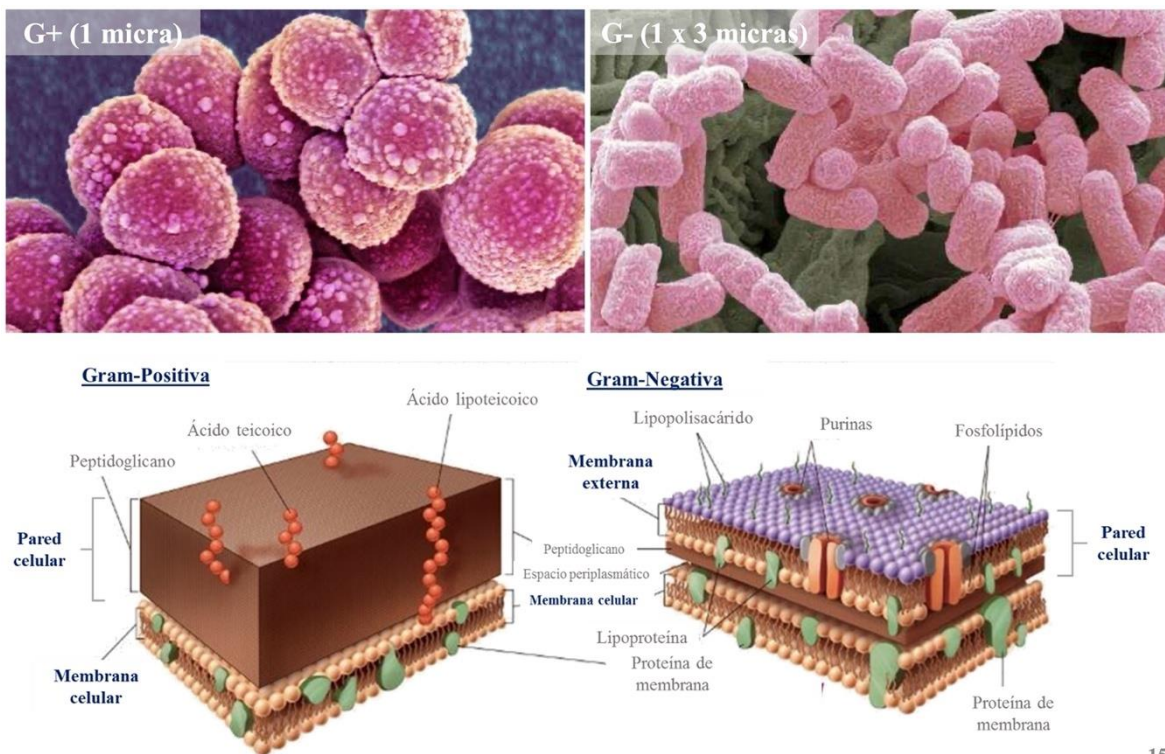 G+ (1 micra)
G- (1 x 3 micras)
Gram-Positiva
Ácido lipoteicoico
Ácido teicoico
Peptidoglicano
Pared
celular
Membrana
celular
Gram-Negativa
Lipopolisacárido
Purinas
Fosfolípidos
Membrana
externa
Pared
celular
Peptidoglicano
Espacio periplasmático
Membrana celular
Lipoproteína
Proteína de
membrana
Proteína de
membrana
15